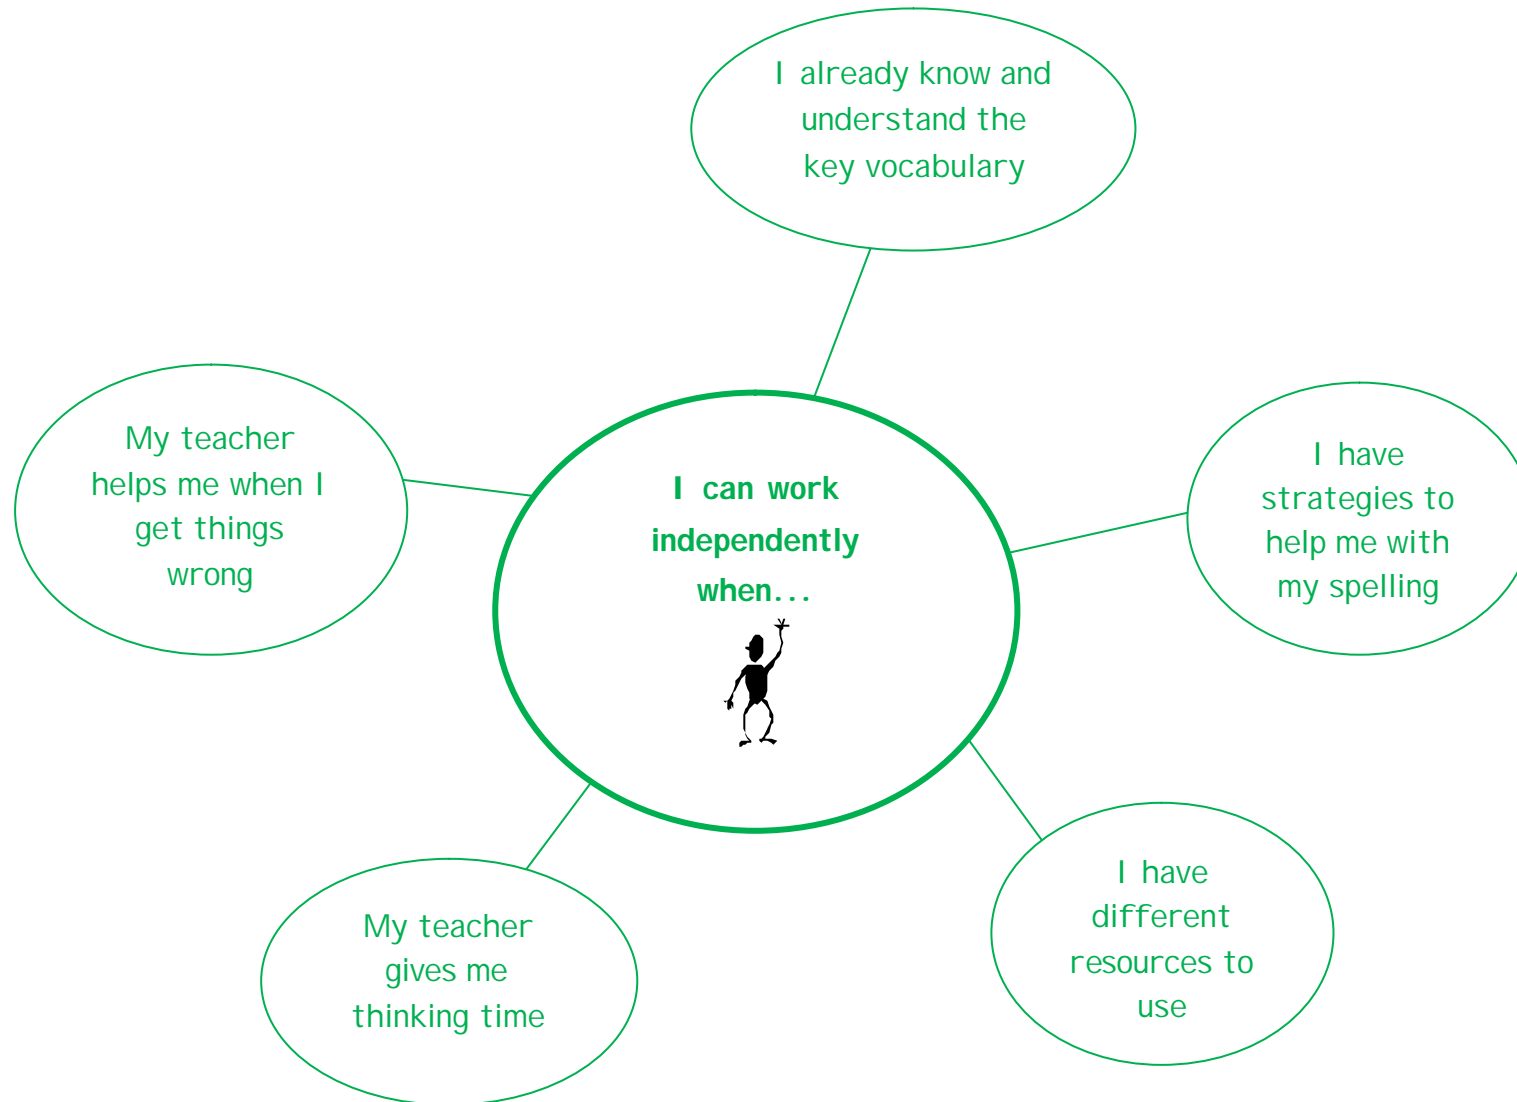 I already know and
understand the
key vocabulary
My teacher
helps me when I
get things
wrong
I can work
independently
when...
I have
strategies to
help me with
my spelling
My teacher
gives me
thinking time
I have
different
resources to
use